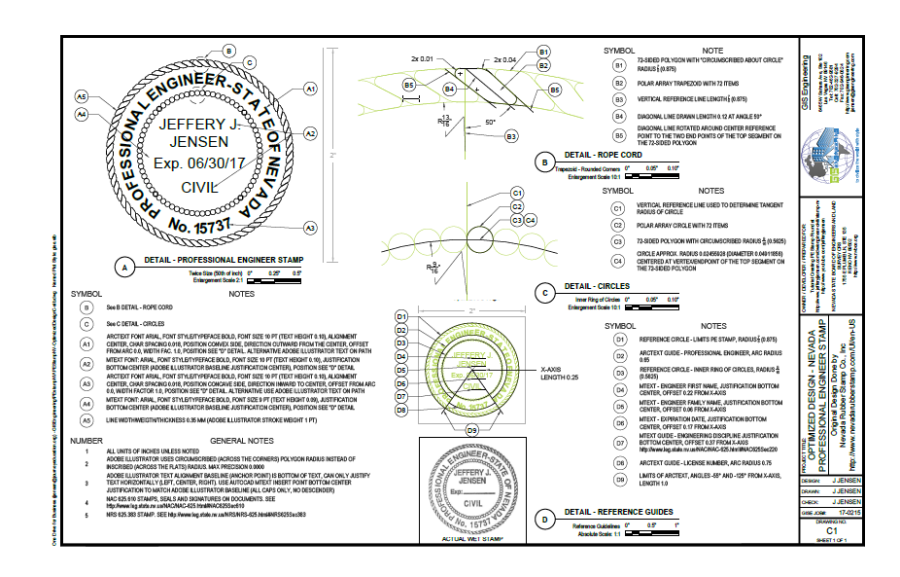 B
C
A5
A4
A1
A2
A3
PROFESSIONAL ENGINEER-STATE OF NEVADA
JEFFERY J.
JENSEN
Exp. 06/30/17
CIVIL
No. 15737
2"
A
DETAIL - PROFESSIONAL ENGINEER STAMP
Twice Size (50th of inch) 0" 0.25" 0.5"
Enlargement Scale 2:1
SYMBOL NOTES
B See B DETAIL - ROPE CORD
C See C DETAIL - CIRCLES
A1 ARCTEXT FONT ARIAL, FONT STYLE/TYPEFACE BOLD, FONT SIZE 10 PT (TEXT HEIGHT 0.10), ALIGNMENT
CENTER, CHAR SPACING 0.018, POSITION CONVEX SIDE, DIRECTION OUTWARD FROM THE CENTER, OFFSET
FROM ARC 0.0, WIDTH FAC. 1.0, POSITION SEE "D" DETAIL. ALTERNATIVE ADOBE ILLUSTRATOR TEXT ON PATH
A2 MTEXT FONT: ARIAL, FONT STYLE/TYPEFACE BOLD, FONT SIZE 10 PT (TEXT HEIGHT 0.10), JUSTIFICATION
BOTTOM CENTER (ADOBE ILLUSTRATOR BASELINE JUSTIFICATION CENTER), POSITION SEE "D" DETAIL
A3 ARCTEXT FONT ARIAL, FONT STYLE/TYPEFACE BOLD, FONT SIZE 10 PT (TEXT HEIGHT 0.10), ALIGNMENT
CENTER, CHAR SPACING 0.018, POSITION CONCAVE SIDE, DIRECTION INWARD TO CENTER, OFFSET FROM ARC
0.0, WIDTH FACTOR 1.0, POSITION SEE "D" DETAIL. ALTERNATIVE USE ADOBE ILLUSTRATOR TEXT ON PATH
A4 MTEXT FONT: ARIAL, FONT STYLE/TYPEFACE BOLD, FONT SIZE 9 PT (TEXT HEIGHT 0.09), JUSTIFICATION
BOTTOM CENTER (ADOBE ILLUSTRATOR BASELINE JUSTIFICATION CENTER), POSITION SEE "D" DETAIL
A5 LINE WIDTH/WEIGTH/THICKNESS 0.35 MM (ADOBE ILLUSTRATOR STROKE WEIGHT 1 PT)
NUMBER GENERAL NOTES
1 ALL UNITS OF INCHES UNLESS NOTED
2 ADOBE ILLUSTRATOR USES CIRCUMSCRIBED (ACROSS THE CORNERS) POLYGON RADIUS INSTEAD OF
INSCRIBED (ACROSS THE FLATS) RADIUS. MAX PRECISION 0.0000
3 ADOBE ILLUSTRATOR TEXT ALIGNMENT BASELINE (ANCHOR POINT) IS BOTTOM OF TEXT, CAN ONLY JUSTIFY
TEXT HORIZONTALLY (LEFT, CENTER, RIGHT). USE AUTOCAD MTEXT INSERT POINT BOTTOM CENTER
JUSTIFICATION TO MATCH ADOBE ILLUSTRATOR BASELINE (ALL CAPS ONLY, NO DESCENDER)
4 NAC 625.610 STAMPS, SEALS AND SIGNATURES ON DOCUMENTS. SEE
http://www.leg.state.nv.us/NAC/NAC-625.html#NAC625Sec610
5 NRS 625.383 STAMP. SEE http://www.leg.state.nv.us/NRS/NRS-625.html#NRS625Sec383
2x 0.01
2x 0.04
B1
B2
B5
B4
B5
50°
B3
SYMBOL NOTE
B1 72-SIDED POLYGON WITH "CIRCUMSCRIBED ABOUT CIRCLE"
RADIUS (0.875)
B2 POLAR ARRAY TRAPEZOID WITH 72 ITEMS
B3 VERTICAL REFERENCE LINE LENGTH (0.875)
B4 DIAGONAL LINE DRAWN LENGTH 0.12 AT ANGLE 50°
B5 DIAGONAL LINE ROTATED AROUND CENTER REFERENCE
POINT TO THE TWO END POINTS OF THE TOP SEGMENT ON
THE 72-SIDED POLYGON
B
DETAIL - ROPE CORD
Trapezoid - Rounded Corners 0" 0.05" 0.10"
Enlargement Scale 10:1
C1
C2
C3 C4
SYMBOL NOTES
C1 VERTICAL REFERENCE LINE USED TO DETERMINE TANGENT
RADIUS OF CIRCLE
C2 POLAR ARRAY CIRCLE WITH 72 ITEMS
C3 72-SIDED POLYGON WITH CIRCUMSCRIBED RADIUS (0.5625)
C4 CIRCLE APPROX. RADIUS 0.02455928 (DIAMETER 0.04911856)
CENTERED AT VERTEX/ENDPOINT OF THE TOP SEGMENT ON
THE 72-SIDED POLYGON
C
DETAIL - CIRCLES
Inner Ring of Circles 0" 0.05" 0.10"
Enlargement Scale 10:1
2"
D1
D2
D3
D4
D5
D6
D7
D8
D9
X-AXIS
LENGTH 0.25
SYMBOL NOTES
D1 REFERENCE CIRCLE - LIMITS PE STAMP, RADIUS (0.875)
D2 ARCTEXT GUIDE - PROFESSIONAL ENGINEER, ARC RADIUS
0.65
D3 REFERENCE CIRCLE - INNER RING OF CIRCLES, RADIUS
(0.5625)
D4 MTEXT - ENGINEER FIRST NAME, JUSTIFICATION BOTTOM
CENTER, OFFSET 0.22 FROM X-AXIS
D5 MTEXT - ENGINEER FAMILY NAME, JUSTIFICATION BOTTOM
CENTER, OFFSET 0.06 FROM X-AXIS
D6 MTEXT - EXPIRATION DATE, JUSTIFICATION BOTTOM
CENTER, OFFSET 0.17 FROM X-AXIS
D7 MTEXT GUIDE - ENGINEERING DISCIPLINE JUSTIFICATION
BOTTOM CENTER, OFFSET 0.37 FROM X-AXIS
http://www.leg.state.nv.us/NAC/NAC-625.html#NAC625Sec220
D8 ARCTEXT GUIDE - LICENSE NUMBER, ARC RADIUS 0.75
D9 LIMITS OF ARCTEXT, ANGLES -55° AND -125° FROM X-AXIS,
LENGTH 1.0
PROFESSIONAL ENGINEER-STATE OF NEVADA
JEFFERY J.
JENSEN
Exp:
CIVIL
No. 15737
ACTUAL WET STAMP
D
DETAIL - REFERENCE GUIDES
Reference Guidelines 0" 0.5" 1"
Absolute Scale: 1:1
GIS Engineering
PROJECT TITLE:
OPTIMIZED DESIGN - NEVADA
PROFESSIONAL ENGINEER STAMP
Original Design Done by
Nevada Rubber Stamp Co., Inc
DESIGN: J JENSEN
DRAWN: J JENSEN
CHECK: J JENSEN
GISE JOB# 17-0215
DRAWING NO.
C1
SHEET 1 OF 1